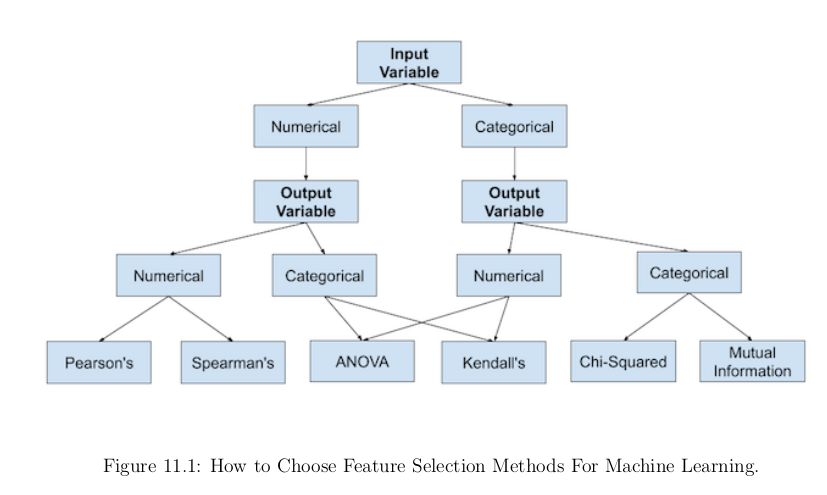 Input
Variable
Numerical
Categorical
Output
Variable
Output
Variable
Numerical
Categorical
Numerical
Categorical
Pearson's
Spearman's
ANOVA
Kendall's
Chi-Squared
Mutual
Information
Figure 11.1: How to Choose Feature Selection Methods For Machine Learning.